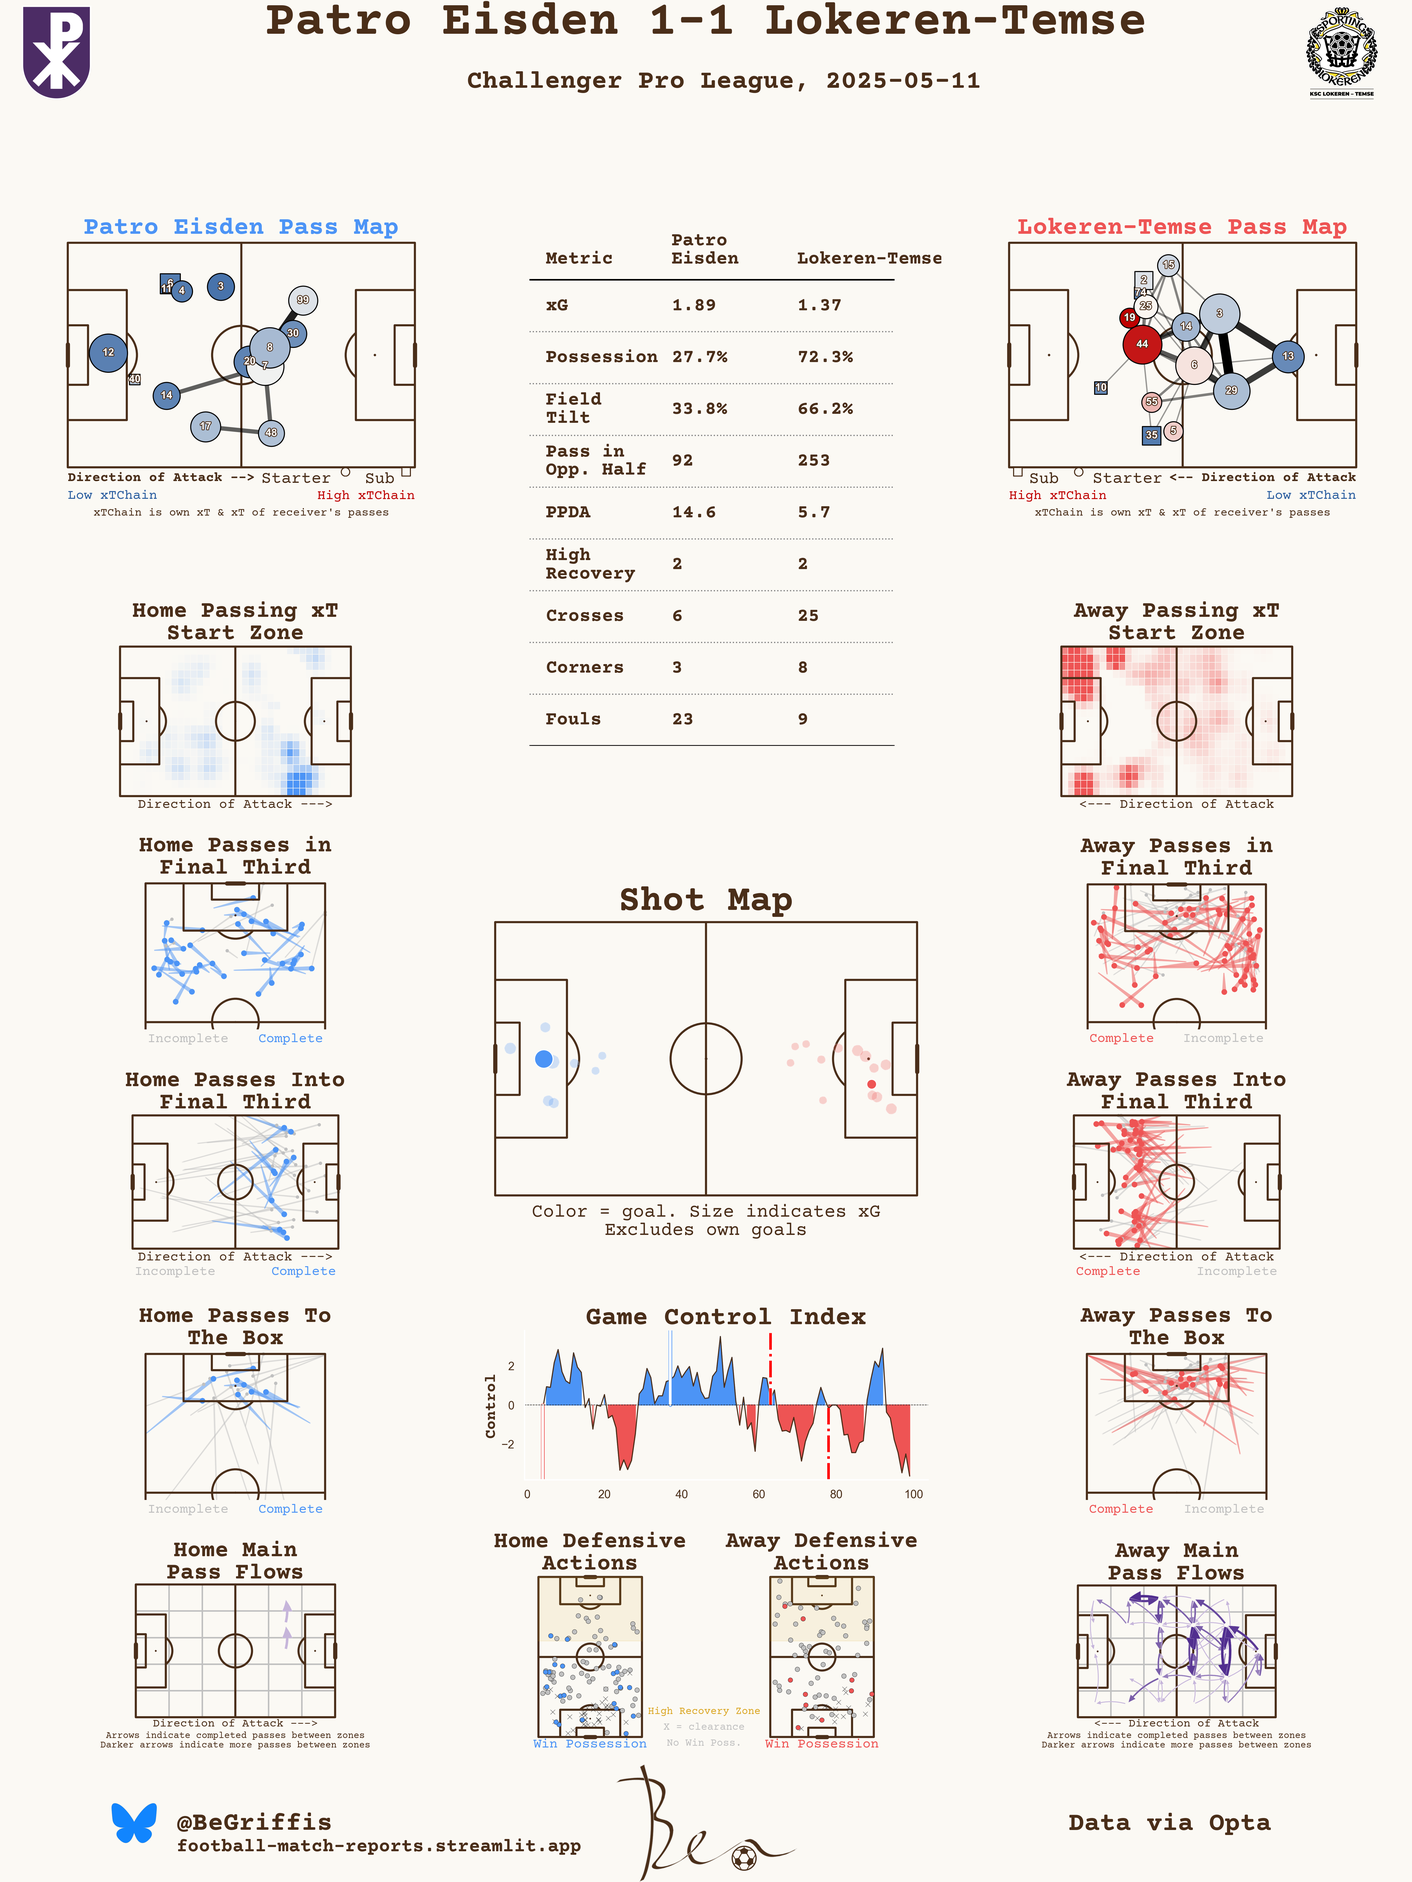 Patro Eisden 1-1 Lokeren-Temse
Challenger Pro League, 2025-05-11
SPORTING
LOKEREN
KSC LOKEREN - TEMSE
Patro Eisden Pass Map
3
4
99
30
8
20
7
12
40
14
17
48
Direction of Attack --> Starter Sub
Low xTChain High xTChain
xTChain is own xT & xT of receiver's passes
Metric Patro Eisden Lokeren-Temse
xG 1.89 1.37
Possession 27.7% 72.3%
Field Tilt 33.8% 66.2%
Pass in Opp. Half 92 253
PPDA 14.6 5.7
High Recovery 2 2
Crosses 6 25
Corners 3 8
Fouls 23 9
Lokeren-Temse Pass Map
15
2
25
19
14
3
44
6
13
10
29
55
35
5
Sub Starter <-- Direction of Attack
High xTChain Low xTChain
xTChain is own xT & xT of receiver's passes
Home Passing xT
Start Zone
Direction of Attack --->
Away Passing xT
Start Zone
<--- Direction of Attack
Home Passes in
Final Third
Incomplete Complete
Away Passes in
Final Third
Complete Incomplete
Shot Map
Color = goal. Size indicates xG
Excludes own goals
Home Passes Into
Final Third
Direction of Attack --->
Incomplete Complete
Away Passes Into
Final Third
<--- Direction of Attack
Complete Incomplete
Home Passes To
The Box
Incomplete Complete
Game Control Index
Control
2
0
−2
0 20 40 60 80 100
Away Passes To
The Box
Complete Incomplete
Home Main
Pass Flows
Direction of Attack --->
Arrows indicate completed passes between zones
Darker arrows indicate more passes between zones
Home Defensive
Actions
Win Possession
High Recovery Zone
X = clearance
No Win Poss.
Away Defensive
Actions
Win Possession
Away Main
Pass Flows
<--- Direction of Attack
Arrows indicate completed passes between zones
Darker arrows indicate more passes between zones
@BeGriffis
football-match-reports.streamlit.app
Ben
Data via Opta